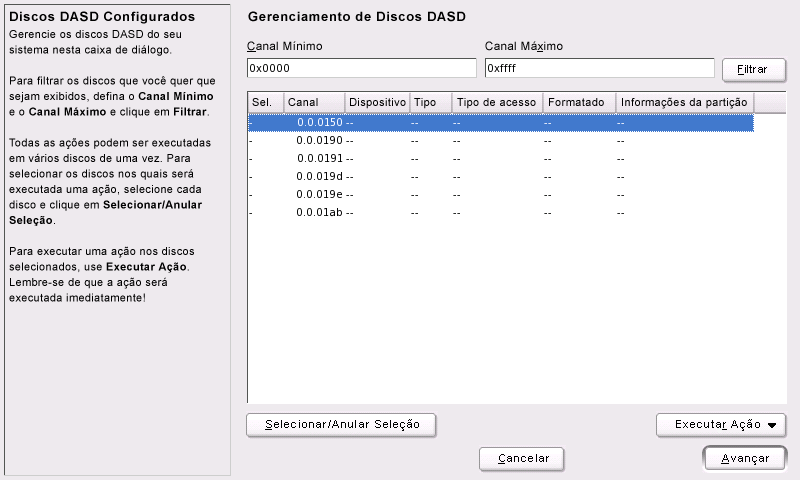 Discos DASD Configurados
Gerencie os discos DASD do seu
sistema nesta caixa de diálogo.
Para filtrar os discos que você quer que
sejam exibidos, defina o Canal Mínimo
e o Canal Máximo e clique em Filtrar.
Todas as ações podem ser executadas
em vários discos de uma vez. Para
selecionar os discos nos quais será
executada uma ação, selecione cada
disco e clique em Selecionar/Anular
Seleção.
Para executar uma ação nos discos
selecionados, use Executar Ação.
Lembre-se de que a ação será
executada imediatamente!
Gerenciamento de Discos DASD
Canal Mínimo Canal Máximo
0x0000 0xffff Filtrar
Sel. Canal Dispositivo Tipo Tipo de acesso Formatado Informações da partição
- 0.0.0150 -- -- -- -- --
- 0.0.0190 -- -- -- -- --
- 0.0.0191 -- -- -- -- --
- 0.0.019d -- -- -- -- --
- 0.0.019e -- -- -- -- --
- 0.0.01ab -- -- -- -- --
Selecionar/Anular Seleção Executar Ação
Cancelar Avançar